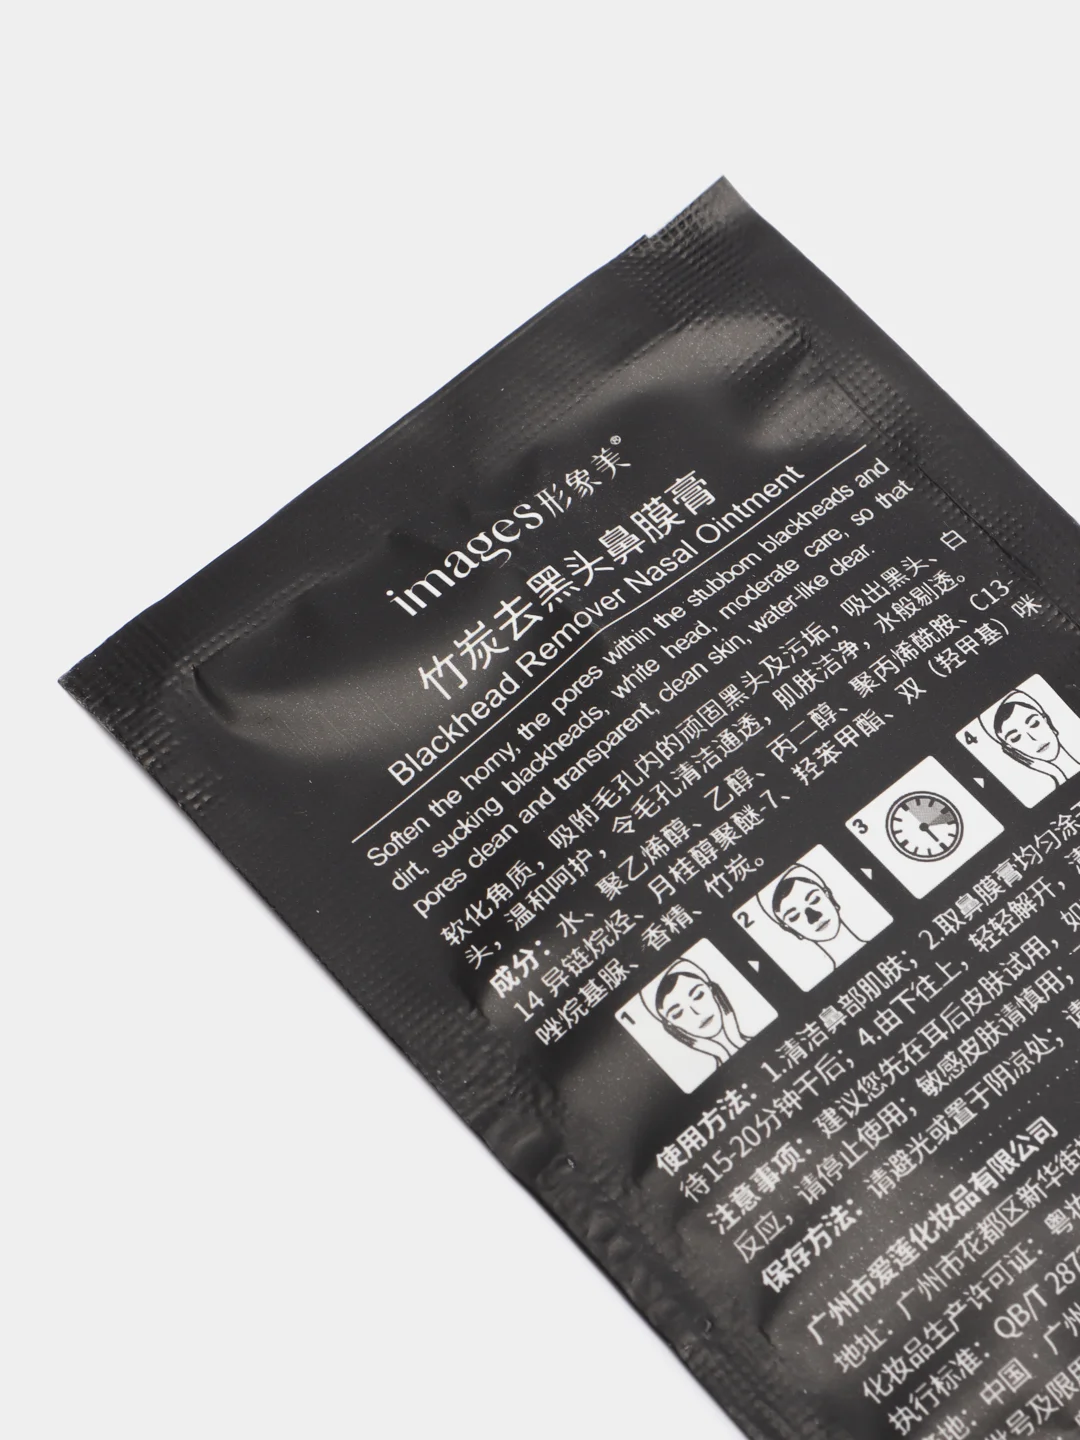 images形象美®
竹炭去黑头鼻膜膏
Blackhead Remover Nasal Ointment
Soften the horny, the pores within the stubborn blackheads and
dirt, sucking blackheads, white head, moderate care, so that
pores clean and transparent, clean skin, water-like clear.
软化角质，吸附毛孔内的顽固黑头及污垢，吸出黑头、白
头，温和呵护，令毛孔清洁通透，肌肤洁净，水般剔透。
成分：水、聚乙烯醇、乙醇、丙二醇、聚丙烯酰胺、C13-
14 异链烷烃、月桂醇聚醚-7、羟苯甲酯、双（羟甲基）咪
唑烷基脲、香精、竹炭。
1
2
3
4
使用方法：1.清洁鼻部肌肤；2.取鼻膜膏均匀涂
待15-20分钟干后；4.由下往上，轻轻解开，
注意事项：建议您先在耳后皮肤试用，如
反应，请停止使用；敏感皮肤请慎用；
保存方法：请避光或置于阴凉处；
广州市爱莲化妆品有限公司
地址：广州市花都区新华街
化妆品生产许可证：粤妆
执行标准：QB/T 287
产地：中国·广州
批号及限用